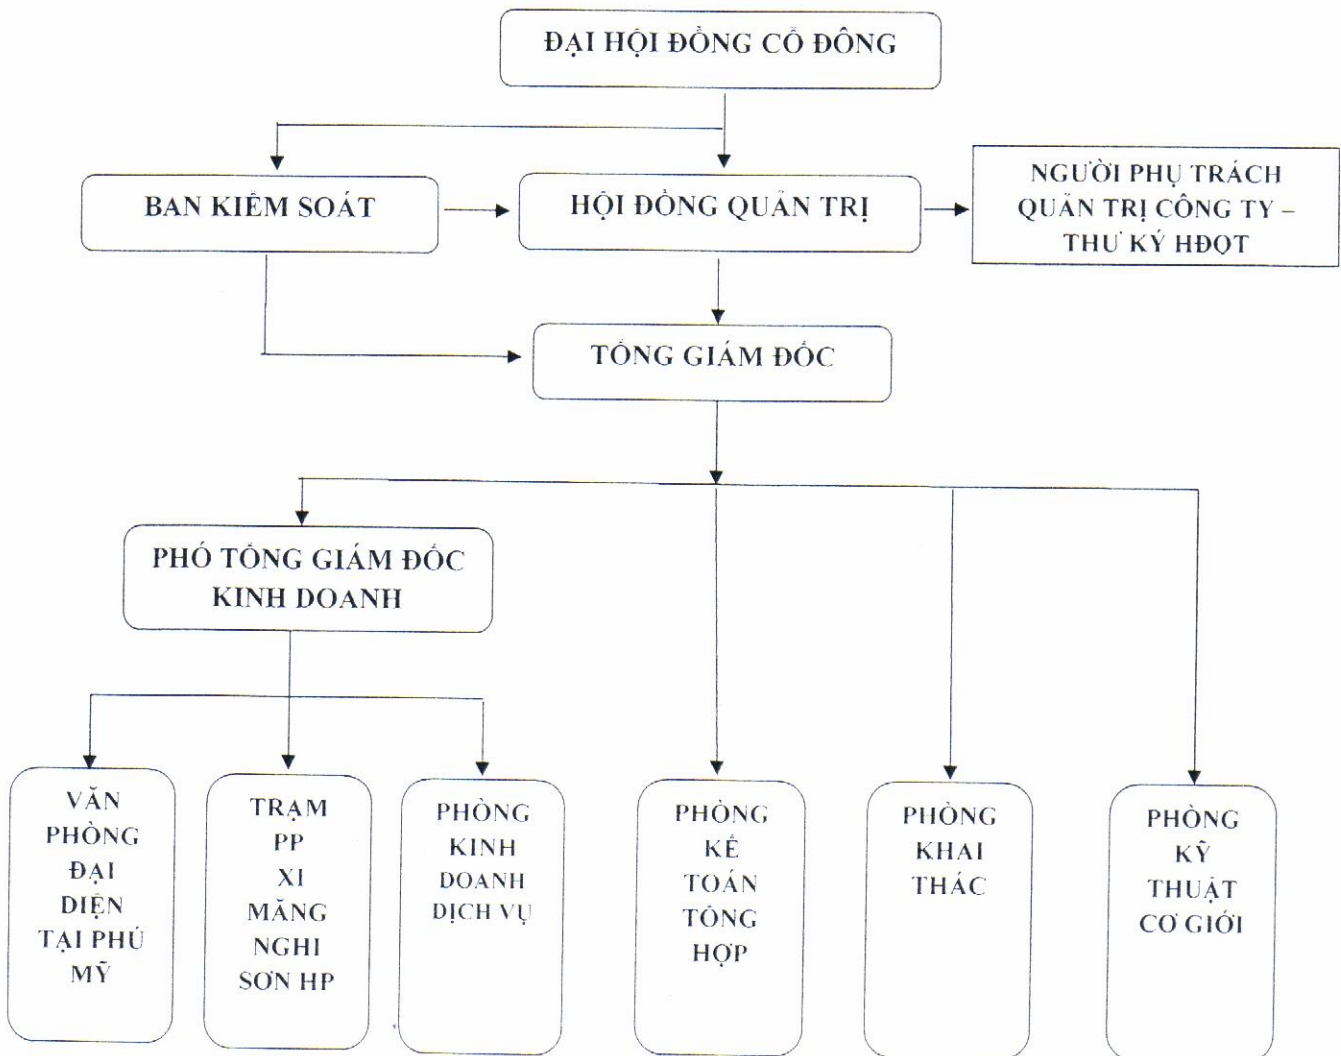 ĐẠI HỘI ĐỒNG CỔ ĐÔNG
BAN KIỂM SOÁT
HỘI ĐỒNG QUẢN TRỊ
NGƯỜI PHỤ TRÁCH
QUẢN TRỊ CÔNG TY –
THƯ KÝ HĐQT
TỔNG GIÁM ĐỐC
PHÓ TỔNG GIÁM ĐỐC
KINH DOANH
VĂN
PHÒNG
ĐẠI
DIỆN
TẠI PHÚ
MỸ
TRẠM
PP
XI
MĂNG
NGHI
SƠN HP
PHÒNG
KINH
DOANH
DỊCH VỤ
PHÒNG
KẾ
TOÁN
TỔNG
HỢP
PHÒNG
KHAI
THÁC
PHÒNG
KỸ
THUẬT
CƠ GIỚI